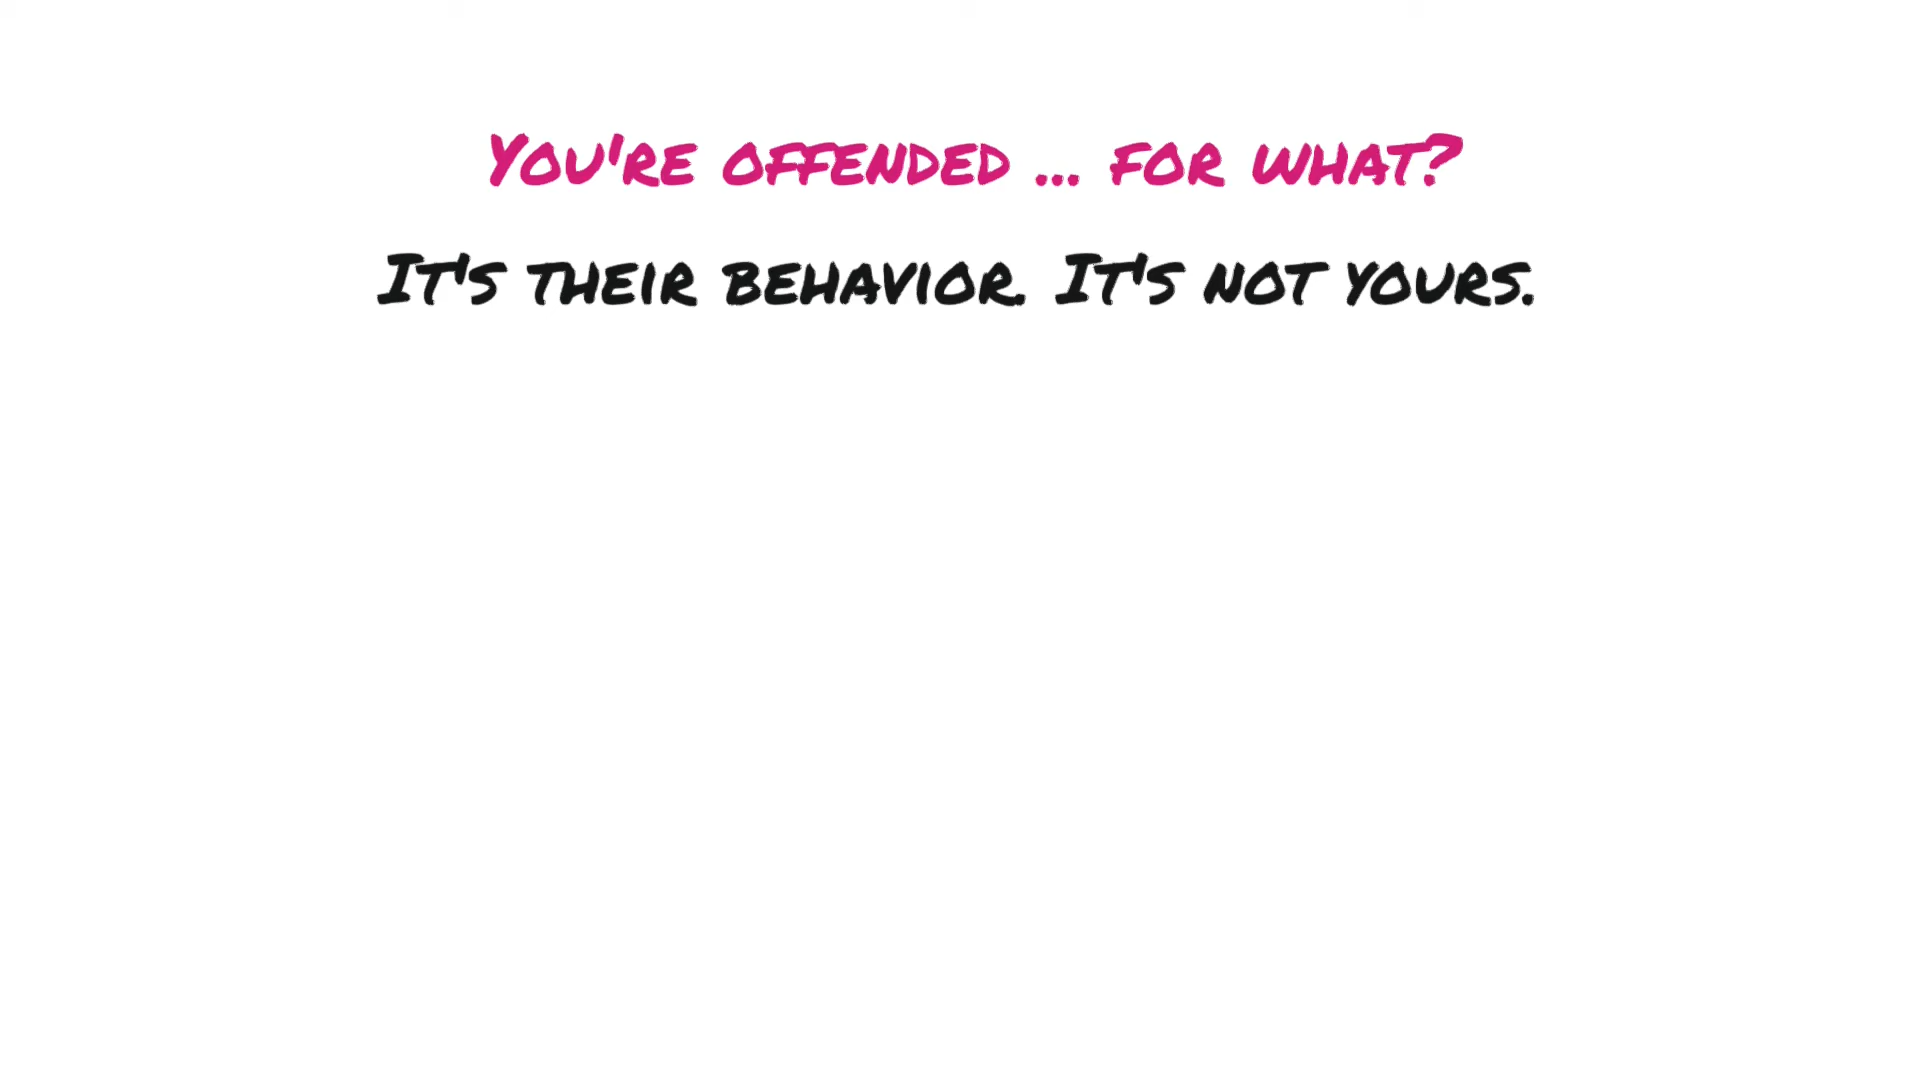 You're offended ... for what?
It's their behavior. It's not yours.